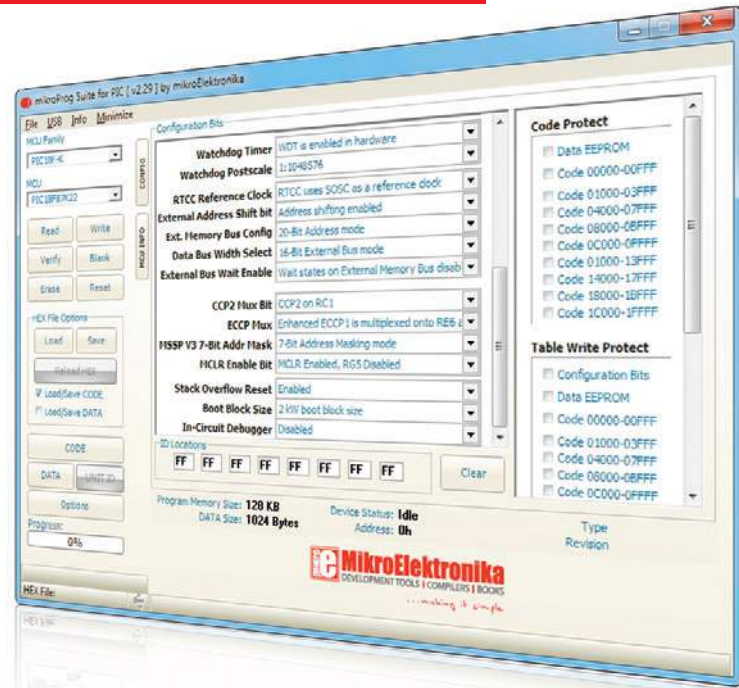 mikroProg Suite for PIC [ v2.29 ] by mikroElektronika
File USB Info Minimize
MCU Family
PIC18F-K
MCU
PIC18F87K22
Read Write
Verify Blank
Erase Reset
HEX File Options
Load Save
Reload HEX
Load/Save CODE
Load/Save DATA
CODE
DATA UNIT ID
Options
Progress:
0%
HEX File:
CONFIG
MCU INFO
Configuration Bits
Watchdog Timer WDT is enabled in hardware
Watchdog Postscale 1:1048576
RTCC Reference Clock RTCC uses SOSC as a reference clock
External Address Shift bit Address shifting enabled
Ext. Memory Bus Config 20-Bit Address mode
Data Bus Width Select 16-Bit External Bus mode
External Bus Wait Enable Wait states on External Memory Bus disab
CCP2 Mux Bit CCP2 on RC1
ECCP Mux Enhanced ECCP1 is multiplexed onto RE6 a
MSSP V3 7-Bit Addr Mask 7-Bit Address Masking mode
MCLR Enable Bit MCLR Enabled, RG5 Disabled
Stack Overflow Reset Enabled
Boot Block Size 2 kW boot block size
In-Circuit Debugger Disabled
ID Locations
FF FF FF FF FF FF FF FF
Clear
Program Memory Size: 128 KB
DATA Size: 1024 Bytes
Device Status: Idle
Address: 0h
Type
Revision
Code Protect
Data EEPROM
Code 00000-00FFF
Code 01000-03FFF
Code 04000-07FFF
Code 08000-0BFFF
Code 0C000-0FFFF
Code 01000-13FFF
Code 14000-17FFF
Code 18000-1BFFF
Code 1C000-1FFFF
Table Write Protect
Configuration Bits
Data EEPROM
Code 00000-00FFF
Code 01000-03FFF
Code 04000-07FFF
Code 08000-0BFFF
Code 0C000-0FFFF
MikroElektronika
DEVELOPMENT TOOLS | COMPILERS | BOOKS
....making it simple